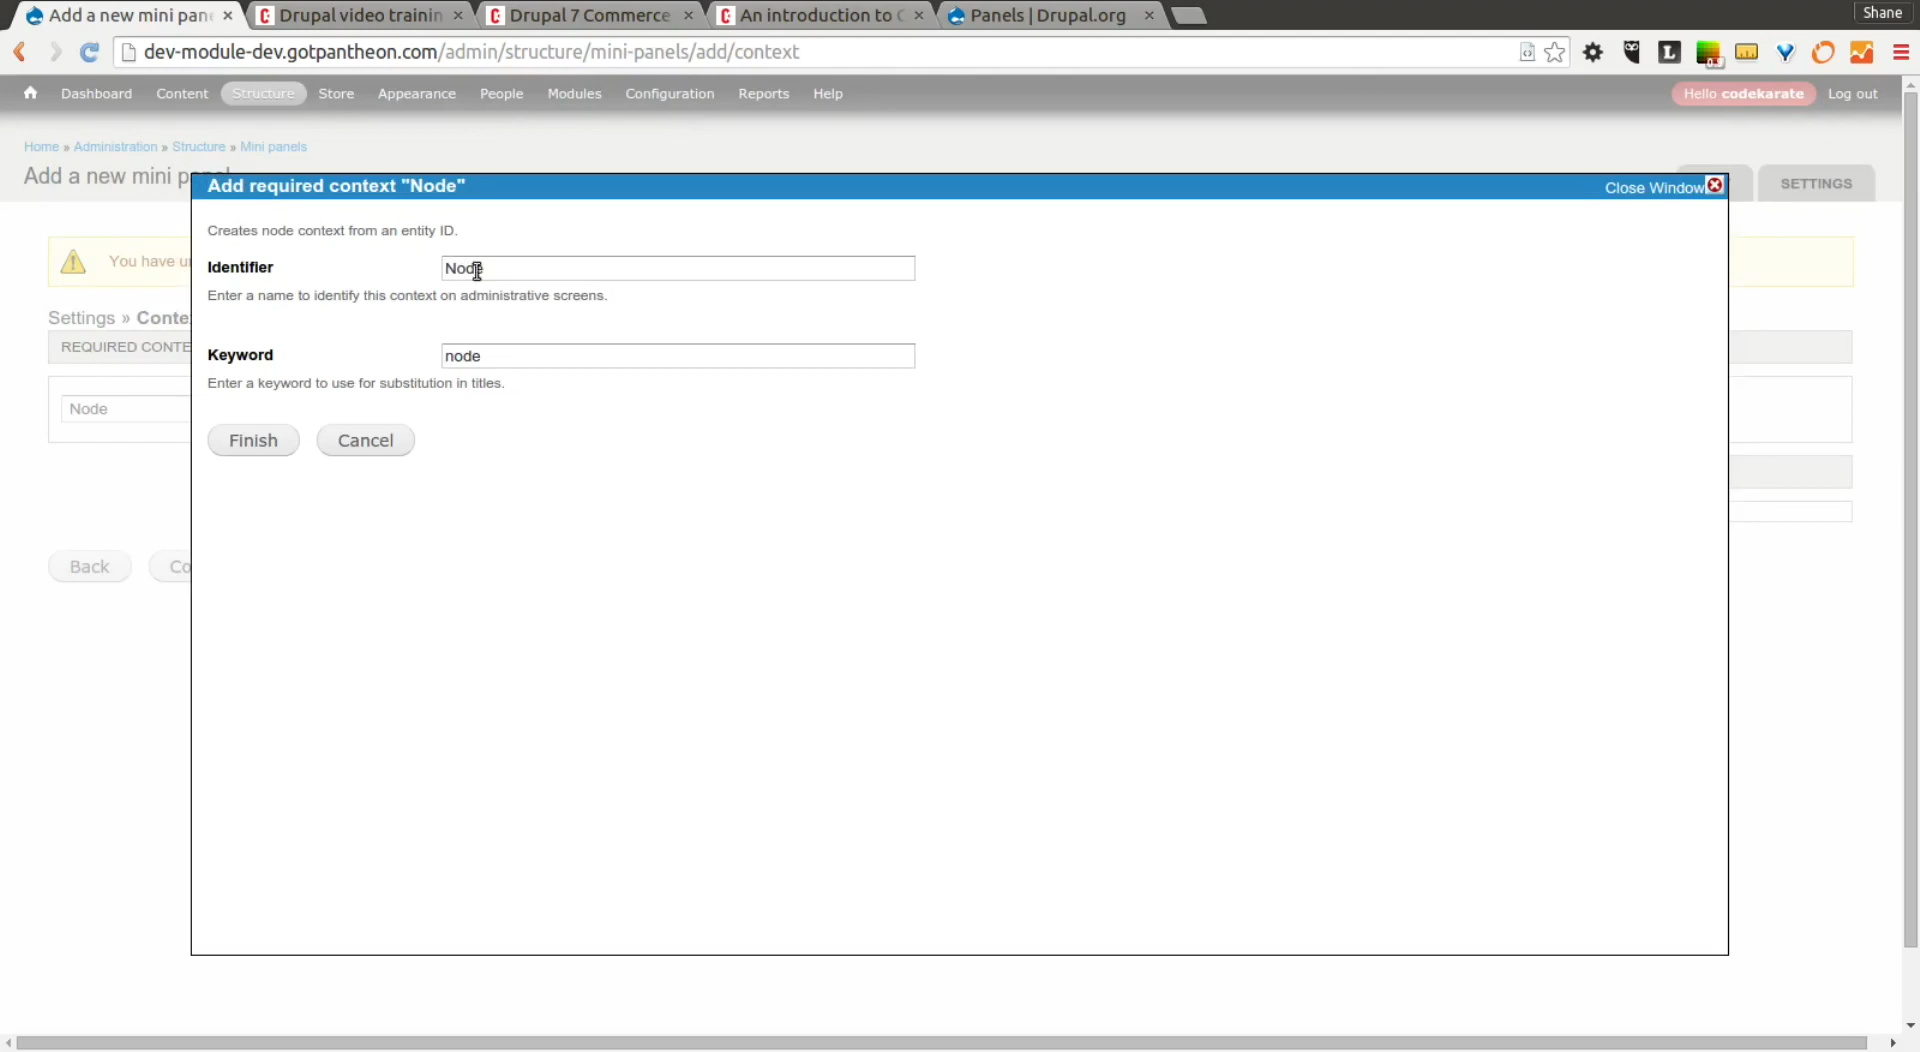 Add a new mini pane
Drupal video trainin
Drupal 7 Commerce
An introduction to C
Panels | Drupal.org
Shane
dev-module-dev.gotpantheon.com/admin/structure/mini-panels/add/context
Dashboard Content Structure Store Appearance People Modules Configuration Reports Help
Hello codekarate Log out
Home » Administration » Structure » Mini panels
Add a new mini p
SETTINGS
Add required context "Node"
Close Window
Creates node context from an entity ID.
You have un
Identifier
Node
Enter a name to identify this context on administrative screens.
Settings » Conte
REQUIRED CONTE
Keyword
node
Enter a keyword to use for substitution in titles.
Node
Finish
Cancel
Back
Co